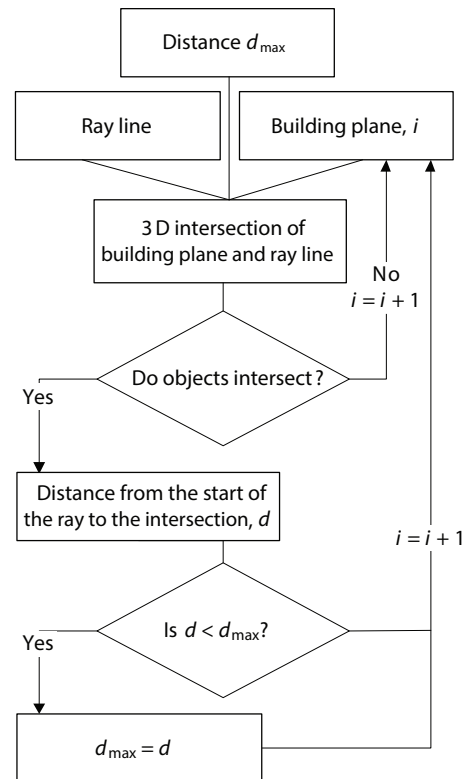 Distance d_max
Ray line
Building plane, i
3D intersection of
building plane and ray line
No
i = i + 1
Do objects intersect?
Yes
Distance from the start of
the ray to the intersection, d
i = i + 1
Is d < d_max?
Yes
d_max = d